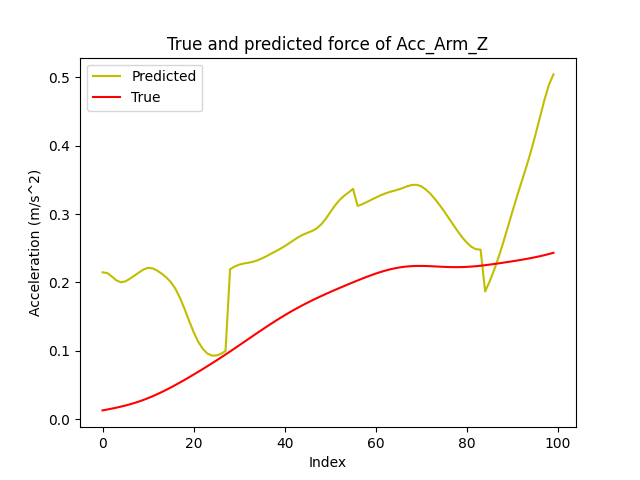 True and predicted force of Acc_Arm_Z
Predicted
True
0.5
0.4
0.3
0.2
0.1
0.0
Acceleration (m/s^2)
0 20 40 60 80 100
Index